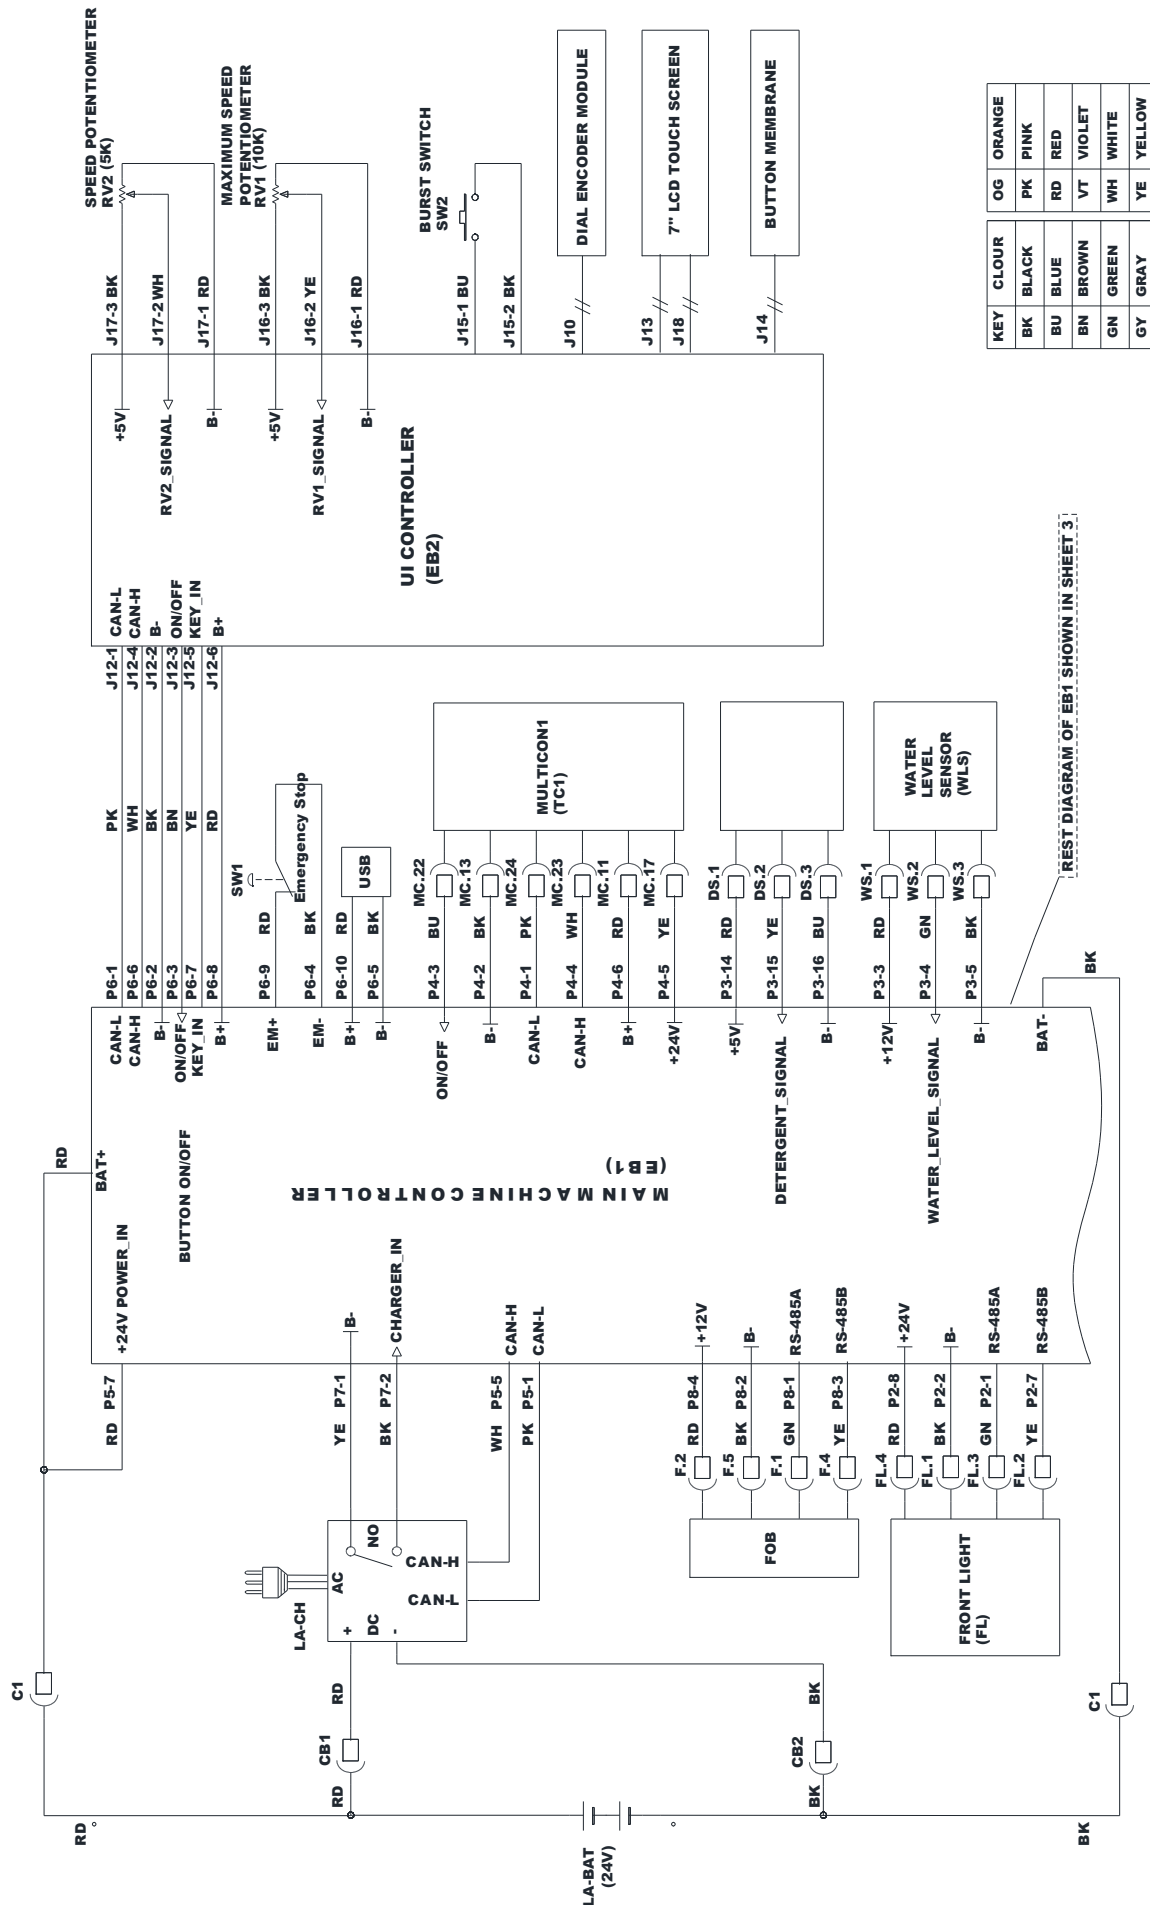 SPEED POTENTIOMETER
RV2 (5K)
MAXIMUM SPEED
POTENTIOMETER
RV1 (10K)
BURST SWITCH
SW2
DIAL ENCODER MODULE
7" LCD TOUCH SCREEN
BUTTON MEMBRANE
J17-3 BK
J17-2 WH
J17-1 RD
J16-3 BK
J16-2 YE
J16-1 RD
J15-1 BU
J15-2 BK
J10
J13
J18
J14
+5V
RV2_SIGNAL
B-
+5V
RV1_SIGNAL
B-
UI CONTROLLER
(EB2)
CAN-L
CAN-H
B-
ON/OFF
KEY_IN
B+
J12-1
J12-4
J12-2
J12-3
J12-5
J12-6
PK
WH
BK
BN
YE
RD
P6-1
P6-6
P6-2
P6-3
P6-7
P6-8
SW1
Emergency Stop
RD
BK
P6-9
P6-4
USB
RD
BK
P6-10
P6-5
MULTICON1
(TC1)
MC.22
MC.13
MC.24
MC.23
MC.11
MC.17
BU
BK
PK
WH
RD
YE
P4-3
P4-2
P4-1
P4-4
P4-6
P4-5
DS.1
DS.2
DS.3
RD
YE
BU
P3-14
P3-15
P3-16
WATER
LEVEL
SENSOR
(WLS)
WS.1
WS.2
WS.3
RD
GN
BK
P3-3
P3-4
P3-5
REST DIAGRAM OF EB1 SHOWN IN SHEET 3
BK
CAN-L
CAN-H
B-
ON/OFF
KEY_IN
B+
EM+
EM-
B+
B-
ON/OFF
B-
CAN-L
CAN-H
B+
+24V
+5V
DETERGENT_SIGNAL
B-
+12V
WATER_LEVEL_SIGNAL
B-
BAT-
RD
BAT+
BUTTON ON/OFF
MAIN MACHINE CONTROLLER
(EB1)
+24V POWER_IN
B-
CHARGER_IN
CAN-H
CAN-L
+12V
B-
RS-485A
RS-485B
+24V
B-
RS-485A
RS-485B
RD P5-7
YE P7-1
BK P7-2
WH P5-5
PK P5-1
RD P8-4
BK P8-2
GN P8-1
YE P8-3
RD P2-8
BK P2-2
GN P2-1
YE P2-7
F.2
F.5
F.1
F.4
FL.4
FL.1
FL.3
FL.2
LA-CH
AC
NO
CAN-H
CAN-L
+
DC
-
FOB
FRONT LIGHT
(FL)
C1
RD
CB1
RD
BK
CB2
BK
C1
RD
LA-BAT
(24V)
BK
KEY CLOUR
BK BLACK
BU BLUE
BN BROWN
GN GREEN
GY GRAY
OG ORANGE
PK PINK
RD RED
VT VIOLET
WH WHITE
YE YELLOW